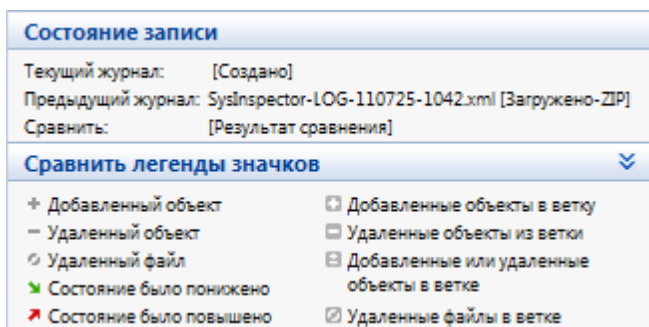 Состояние записи
Текущий журнал: [Создано]
Предыдущий журнал: SysInspector-LOG-110725-1042.xml [Загружено-ZIP]
Сравнить: [Результат сравнения]
Сравнить легенды значков
Добавленный объект
Удаленный объект
Удаленный файл
Состояние было понижено
Состояние было повышено
Добавленные объекты в ветку
Удаленные объекты из ветки
Добавленные или удаленные
объекты в ветке
Удаленные файлы в ветке